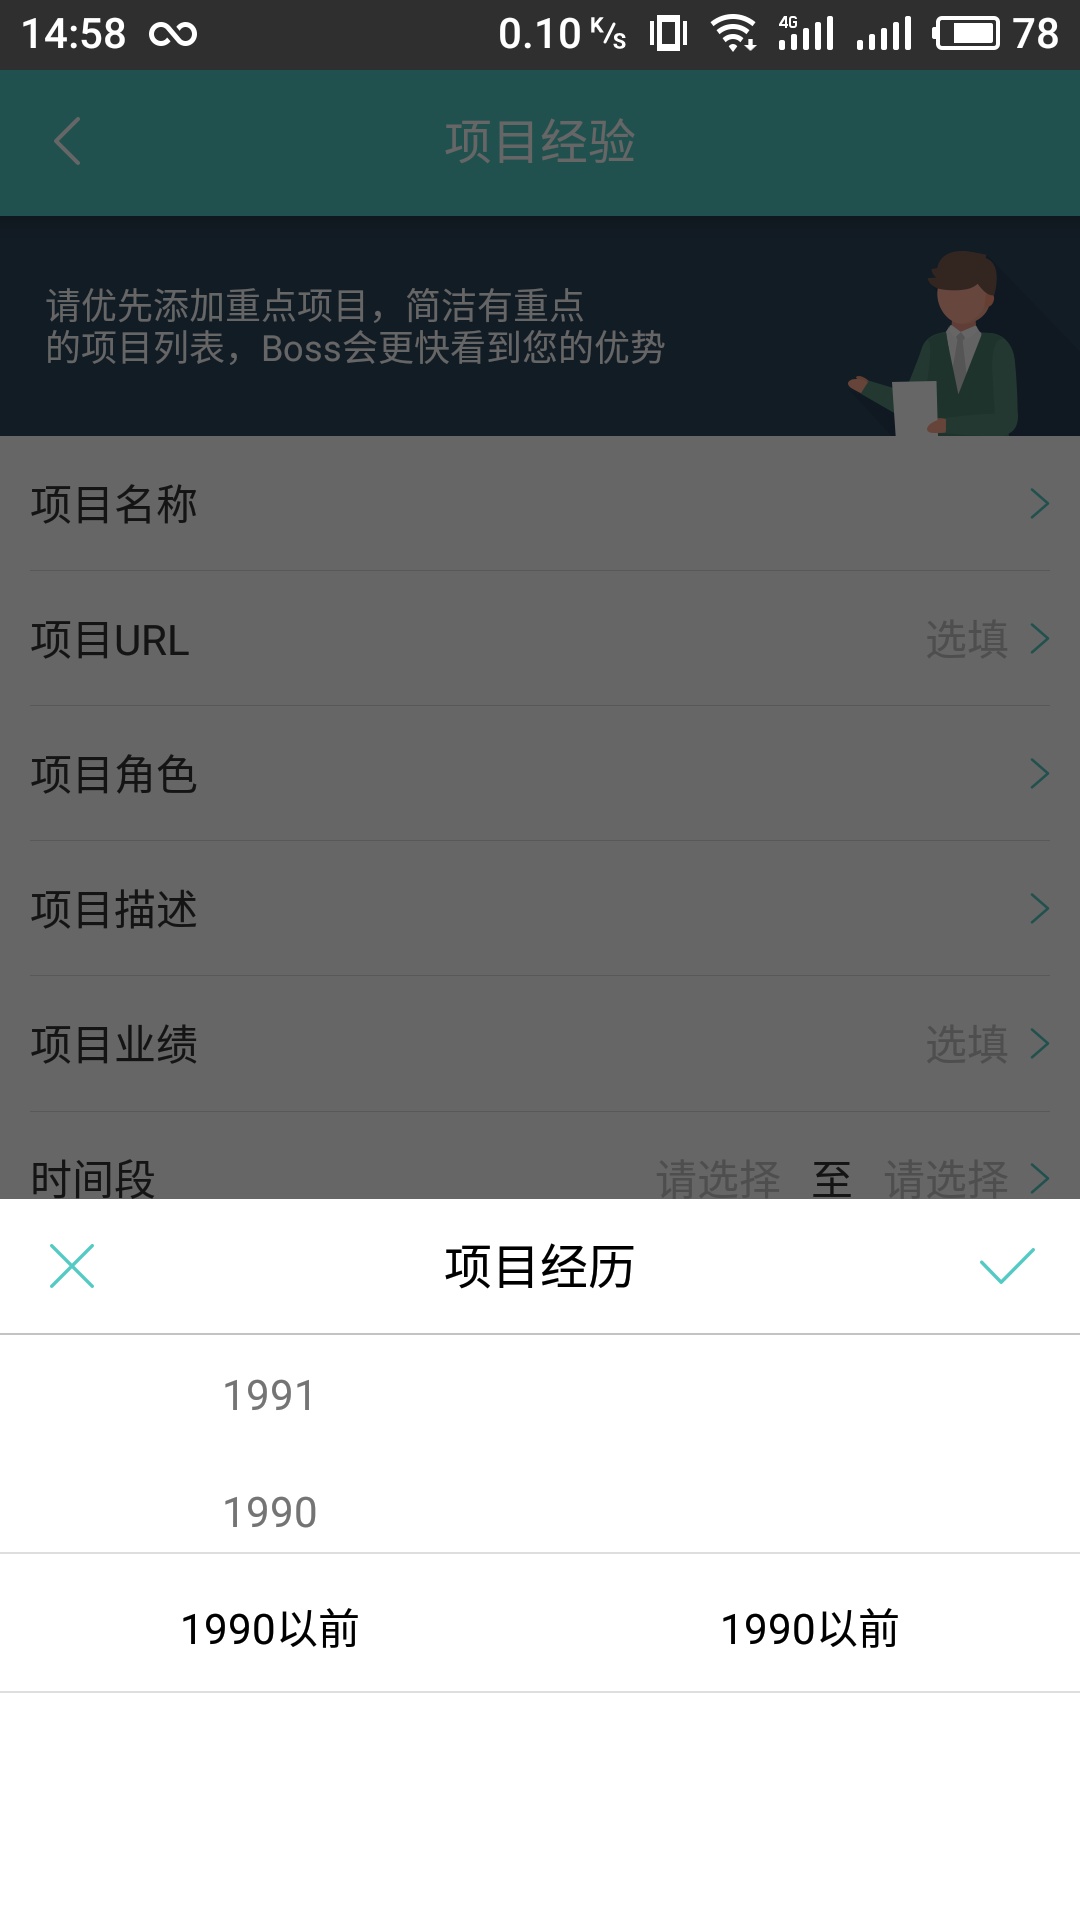 14:58 0.10 K/s 4G 78
项目经验
请优先添加重点项目，简洁有重点
的项目列表，Boss会更快看到您的优势
项目名称
项目URL 选填
项目角色
项目描述
项目业绩 选填
时间段 请选择 至 请选择
项目经历
1991
1990
1990以前 1990以前